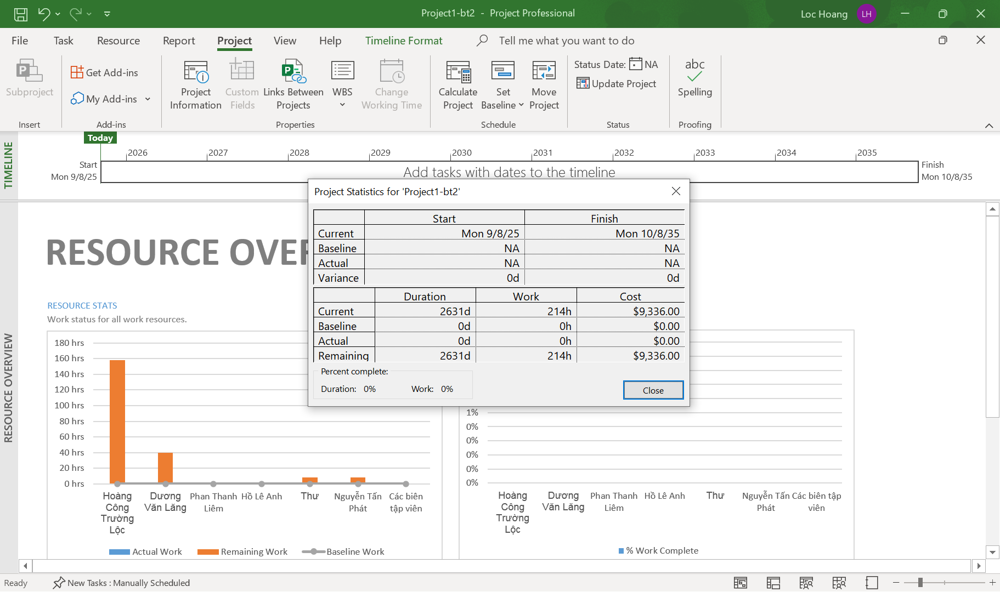 Project1-bt2 - Project Professional
Loc Hoang LH
File Task Resource Report Project View Help Timeline Format Tell me what you want to do
Subproject
Insert
Get Add-ins
My Add-ins
Add-ins
Project Information
Custom Fields
Links Between Projects
WBS
Change Working Time
Properties
Calculate Project
Set Baseline
Move Project
Schedule
Status Date: NA
Update Project
Status
abc
Spelling
Proofing
TIMELINE
Today
2026 2027 2028 2029 2030 2031 2032 2033 2034 2035
Start
Mon 9/8/25
Add tasks with dates to the timeline
Finish
Mon 10/8/35
RESOURCE OVERVIEW
RESOURCE OVER
RESOURCE STATS
Work status for all work resources.
Project Statistics for 'Project1-bt2'
Start Finish
Current Mon 9/8/25 Mon 10/8/35
Baseline NA NA
Actual NA NA
Variance 0d 0d
Duration Work Cost
Current 2631d 214h $9,336.00
Baseline 0d 0h $0.00
Actual 0d 0h $0.00
Remaining 2631d 214h $9,336.00
Percent complete:
Duration: 0% Work: 0%
Close
180 hrs
160 hrs
140 hrs
120 hrs
100 hrs
80 hrs
60 hrs
40 hrs
20 hrs
0 hrs
Hoàng Công Trường Lộc
Dương Văn Lăng
Phan Thanh Liêm
Hồ Lê Anh
Thư
Nguyễn Tấn Phát
Các biên tập viên
Actual Work Remaining Work Baseline Work
1%
0%
0%
0%
0%
0%
Hoàng Công Trường Lộc
Dương Văn Lăng
Phan Thanh Liêm
Hồ Lê Anh
Thư
Nguyễn Tấn Phát
Các biên tập viên
% Work Complete
Ready New Tasks : Manually Scheduled